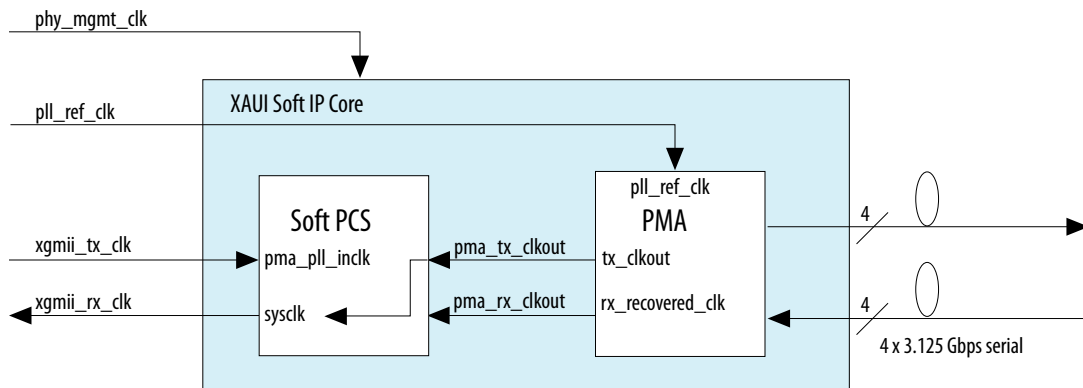 phy_mgmt_clk
XAUI Soft IP Core
pll_ref_clk
pll_ref_clk
Soft PCS
PMA
4
xgmii_tx_clk
pma_pll_inclk
pma_tx_clkout
tx_clkout
xgmii_rx_clk
sysclk
pma_rx_clkout
rx_recovered_clk
4
4 x 3.125 Gbps serial